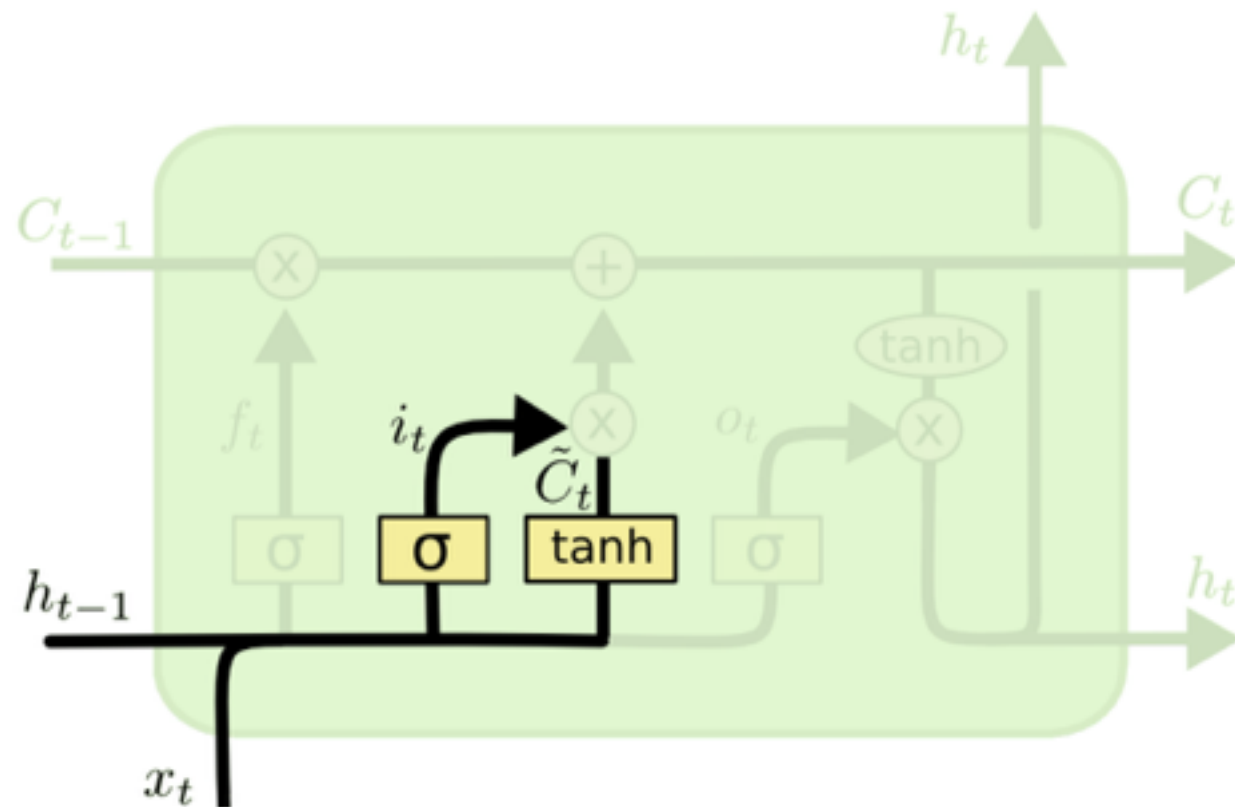 h_t
C_{t-1}
C_t
x
+
tanh
f_t
i_t
x
o_t
x
C̃_t
σ
σ
tanh
σ
h_{t-1}
h_t
x_t